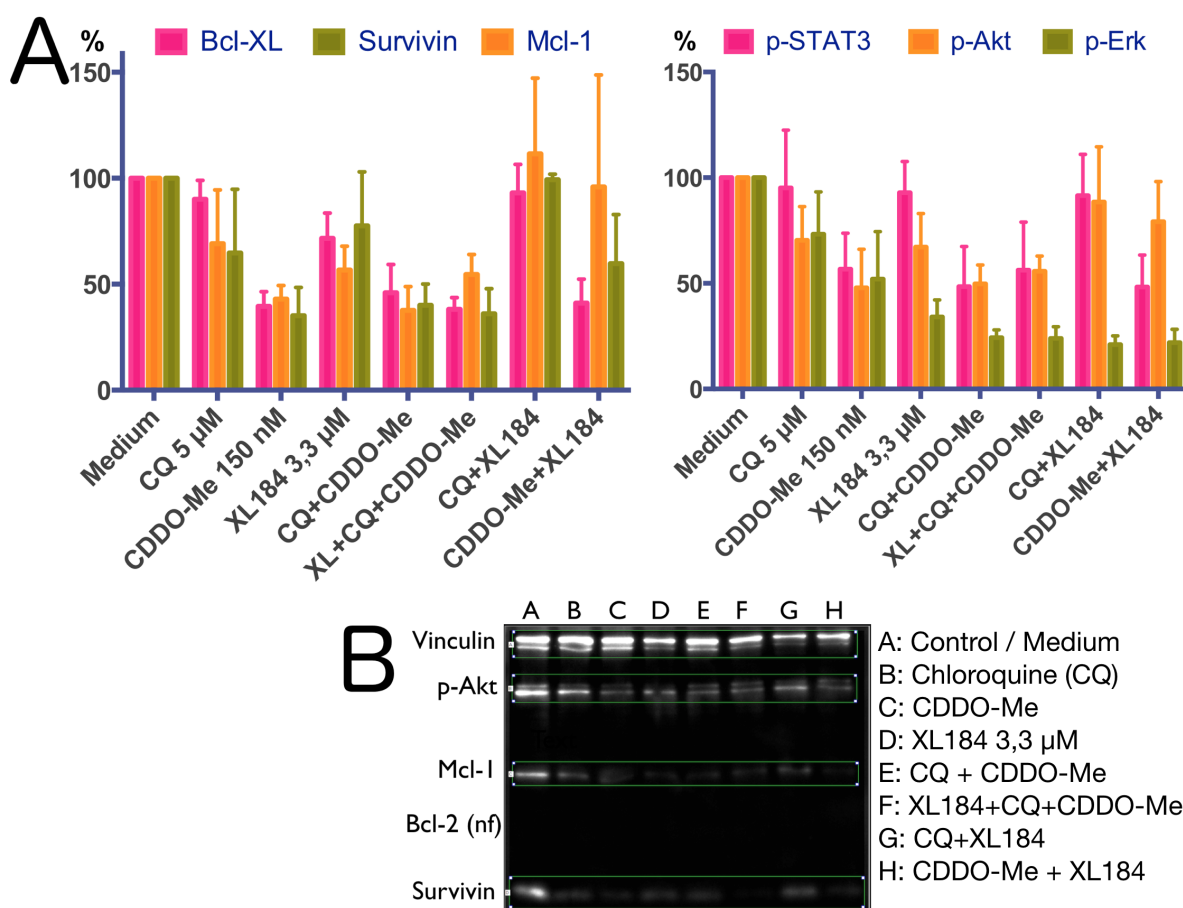 A
% Bcl-XL Survivin Mcl-1
150
100
50
0
Medium
CQ 5 µM
CDDO-Me 150 nM
XL184 3,3 µM
CQ+CDDO-Me
XL+CQ+CDDO-Me
CQ+XL184
CDDO-Me+XL184
% p-STAT3 p-Akt p-Erk
150
100
50
0
Medium
CQ 5 µM
CDDO-Me 150 nM
XL184 3,3 µM
CQ+CDDO-Me
XL+CQ+CDDO-Me
CQ+XL184
CDDO-Me+XL184
B
A B C D E F G H
Vinculin
p-Akt
Mcl-1
Bcl-2 (nf)
Survivin
A: Control / Medium
B: Chloroquine (CQ)
C: CDDO-Me
D: XL184 3,3 µM
E: CQ + CDDO-Me
F: XL184+CQ+CDDO-Me
G: CQ+XL184
H: CDDO-Me + XL184